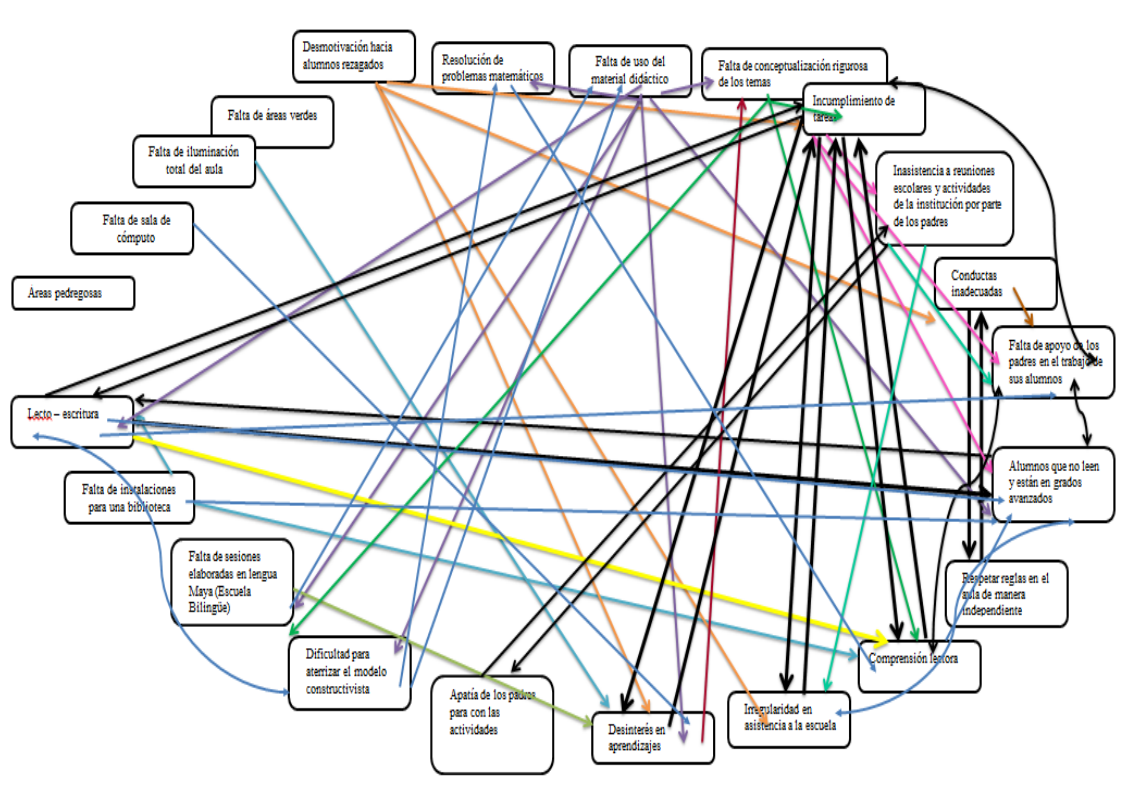 Desmotivación hacia
alumnos rezagados
Resolución de
problemas matemáticos
Falta de uso del
material didáctico
Falta de conceptualización rigurosa
de los temas
Incumplimiento de
tareas
Falta de áreas verdes
Falta de iluminación
total del aula
Inasistencia a reuniones
escolares y actividades
de la institución por parte
de los padres
Falta de sala de
cómputo
Conductas
inadecuadas
Areas pedregosas
Falta de apoyo de los
padres en el trabajo de
sus alumnos
Lecto – escritura
Alumnos que no leen
y están en grados
avanzados
Falta de instalaciones
para una biblioteca
Falta de sesiones
elaboradas en lengua
Maya (Escuela
Bilingüe)
Respetar reglas en el
aula de manera
independiente
Dificultad para
aterrizar el modelo
constructivista
Comprensión lectora
Apatía de los padres
para con las
actividades
Irregularidad en
asistencia a la escuela
Desinterés en
aprendizajes